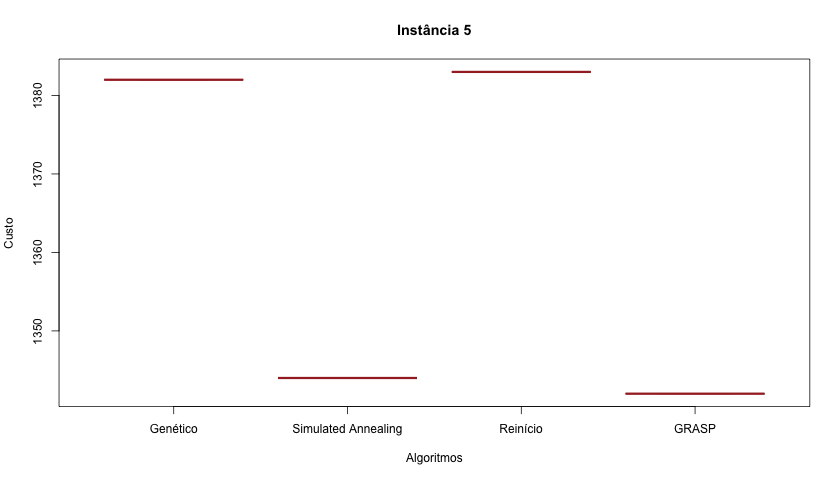 Instância 5
Custo
1380
1370
1360
1350
Genético Simulated Annealing Reinício GRASP
Algoritmos